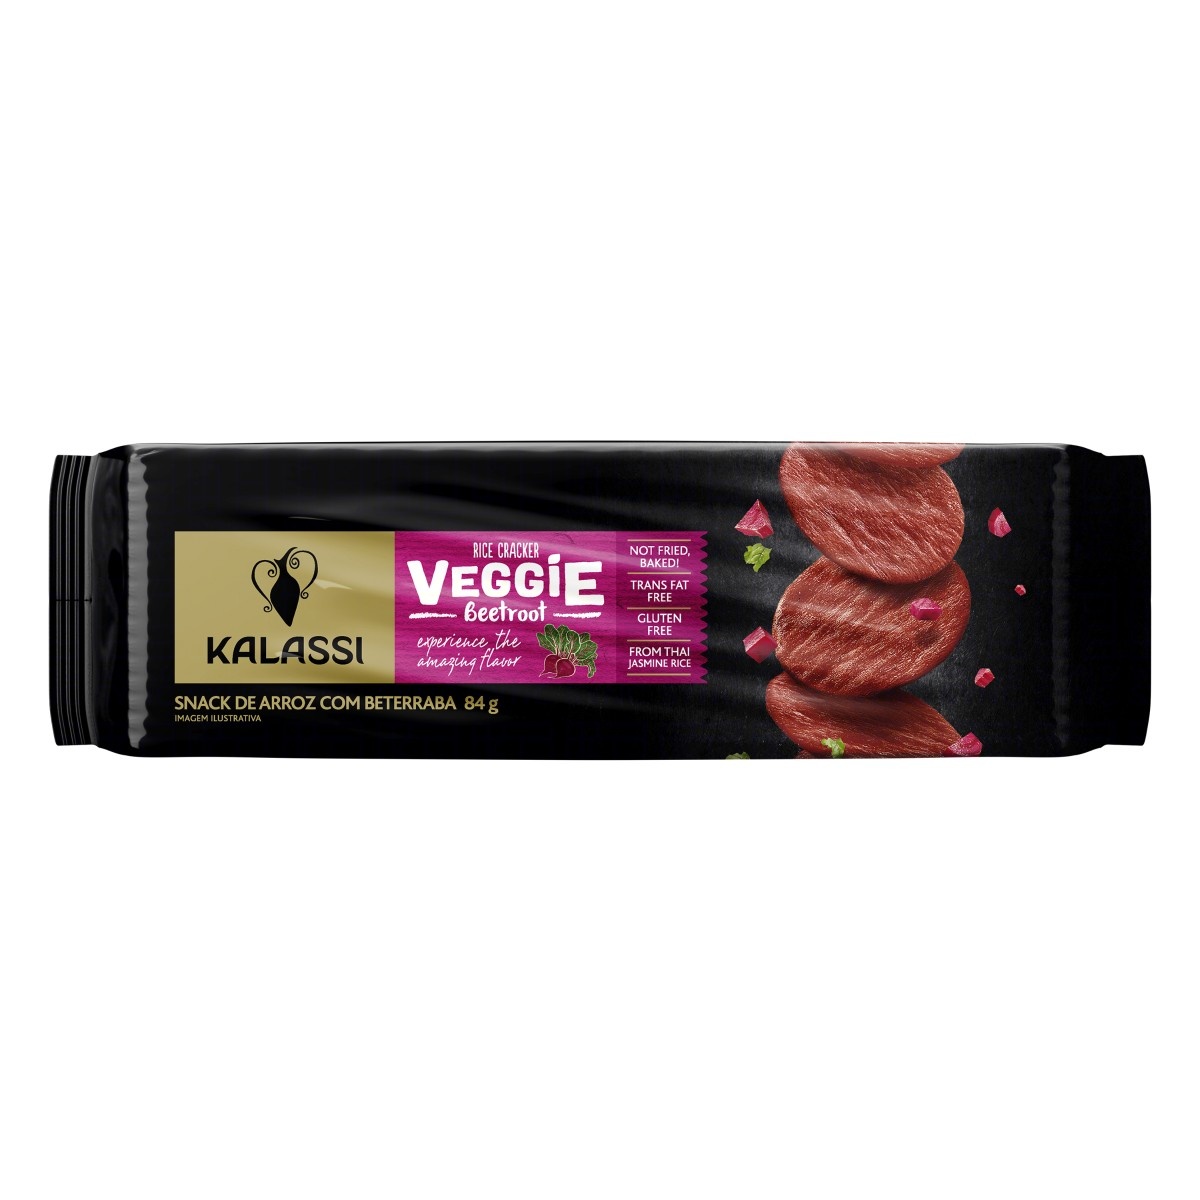 KALASSI
RICE CRACKER
VEGGiE
Beetroot
experience the
amazing flavor
NOT FRIED,
BAKED!
TRANS FAT
FREE
GLUTEN
FREE
FROM THAI
JASMINE RICE
SNACK DE ARROZ COM BETERRABA 84 g
IMAGEM ILUSTRATIVA